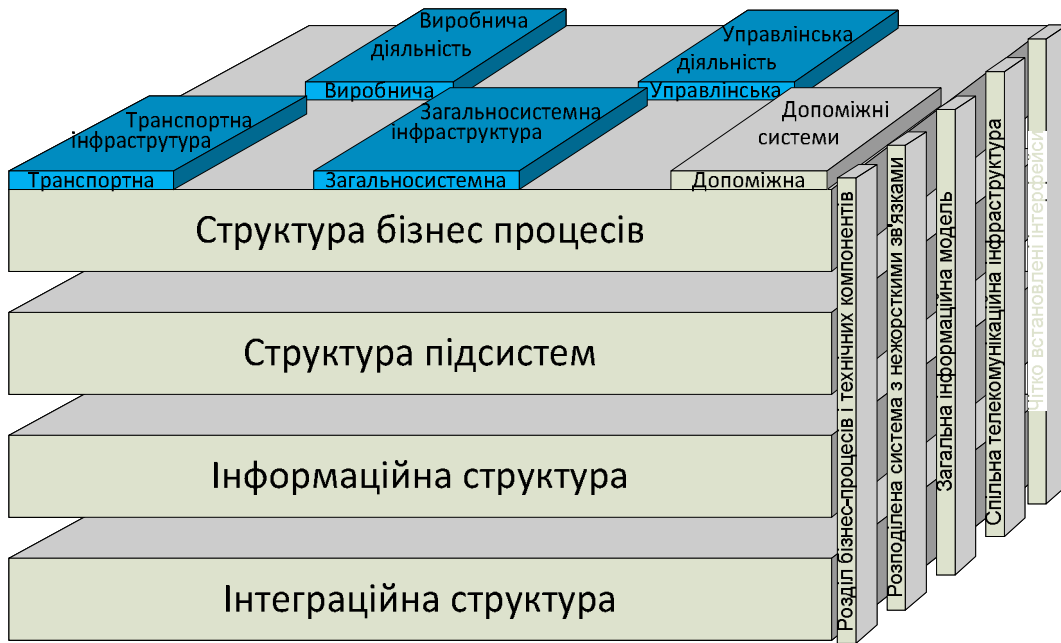 Виробнича
діяльність
Виробнича
Управлінська
діяльність
Управлінська
Транспортна
інфраструтура
Транспортна
Загальносистемна
інфраструктура
Загальносистемна
Допоміжні
системи
Допоміжна
Структура бізнес процесів
Структура підсистем
Інформаційна структура
Інтеграційна структура
Розділ бізнес-процесів і технічних компонентів
Розподілена система з нежорсткими зв'язками
Загальна інформаційна модель
Спільна телекомунікаційна інфраструктура
Чітко встановлені інтерфейси